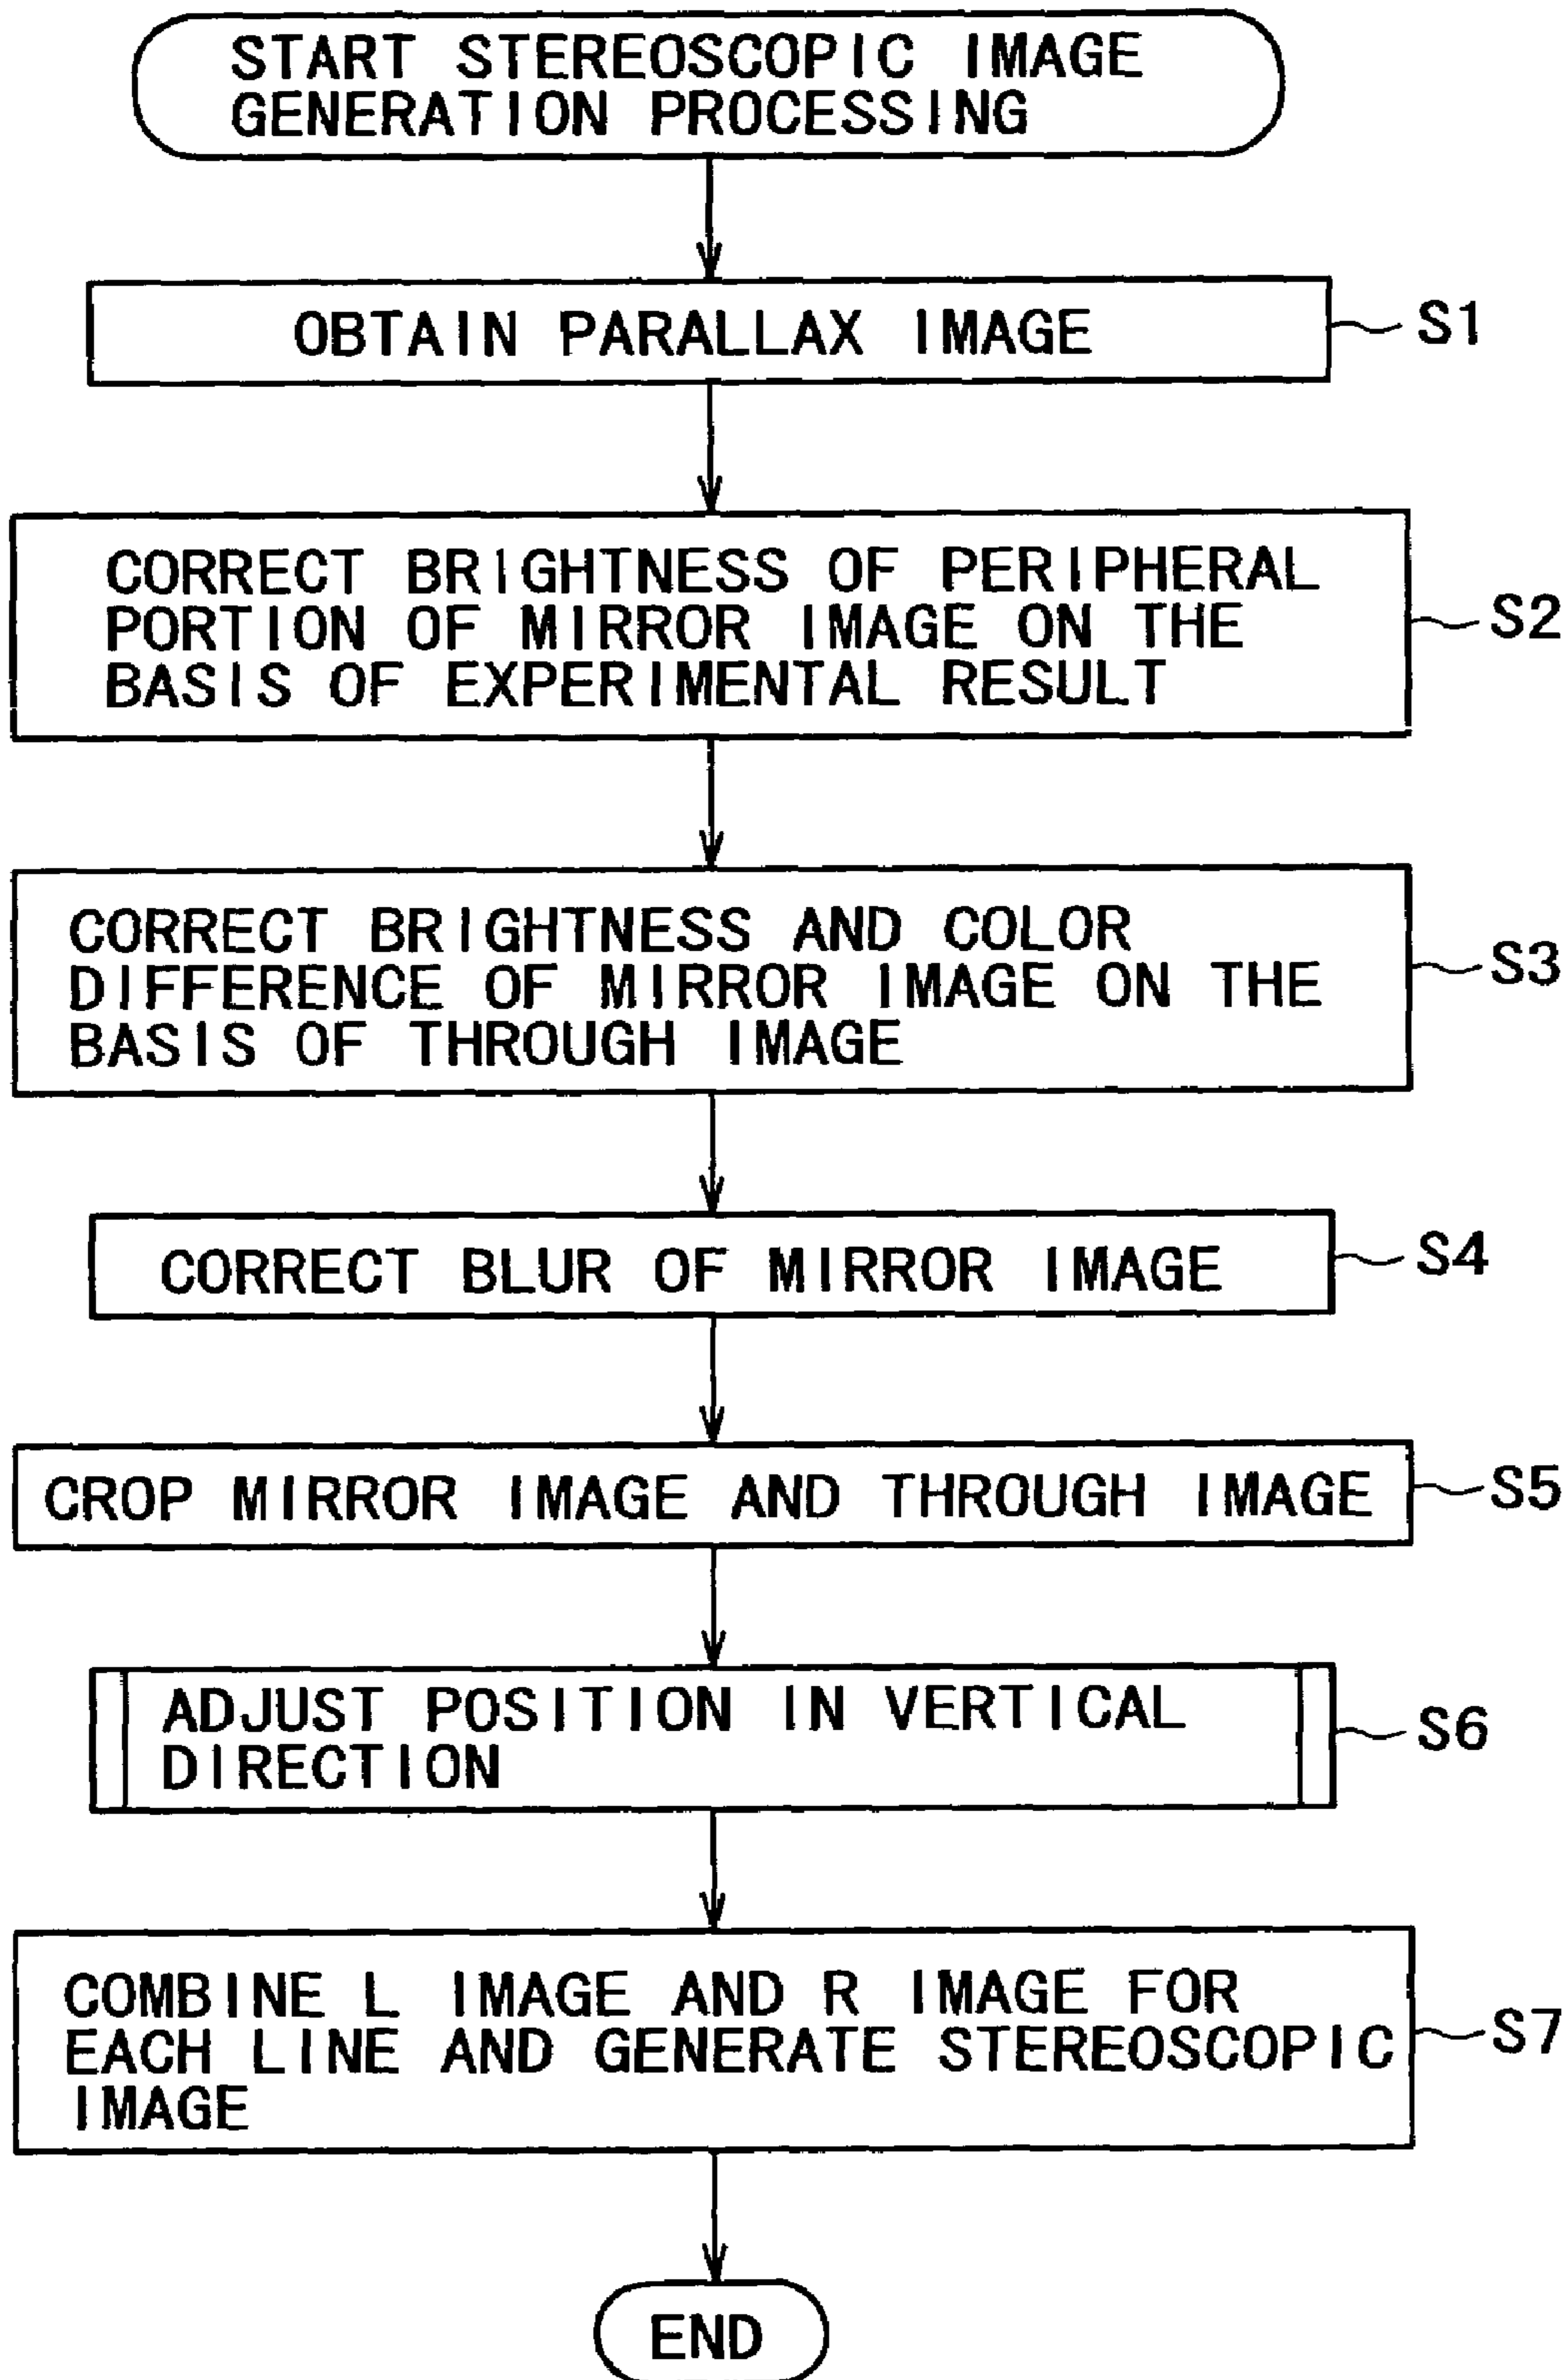 START STEREOSCOPIC IMAGE
GENERATION PROCESSING
OBTAIN PARALLAX IMAGE
S1
CORRECT BRIGHTNESS OF PERIPHERAL
PORTION OF MIRROR IMAGE ON THE
BASIS OF EXPERIMENTAL RESULT
S2
CORRECT BRIGHTNESS AND COLOR
DIFFERENCE OF MIRROR IMAGE ON THE
BASIS OF THROUGH IMAGE
S3
CORRECT BLUR OF MIRROR IMAGE
S4
CROP MIRROR IMAGE AND THROUGH IMAGE
S5
ADJUST POSITION IN VERTICAL
DIRECTION
S6
COMBINE L IMAGE AND R IMAGE FOR
EACH LINE AND GENERATE STEREOSCOPIC
IMAGE
S7
END